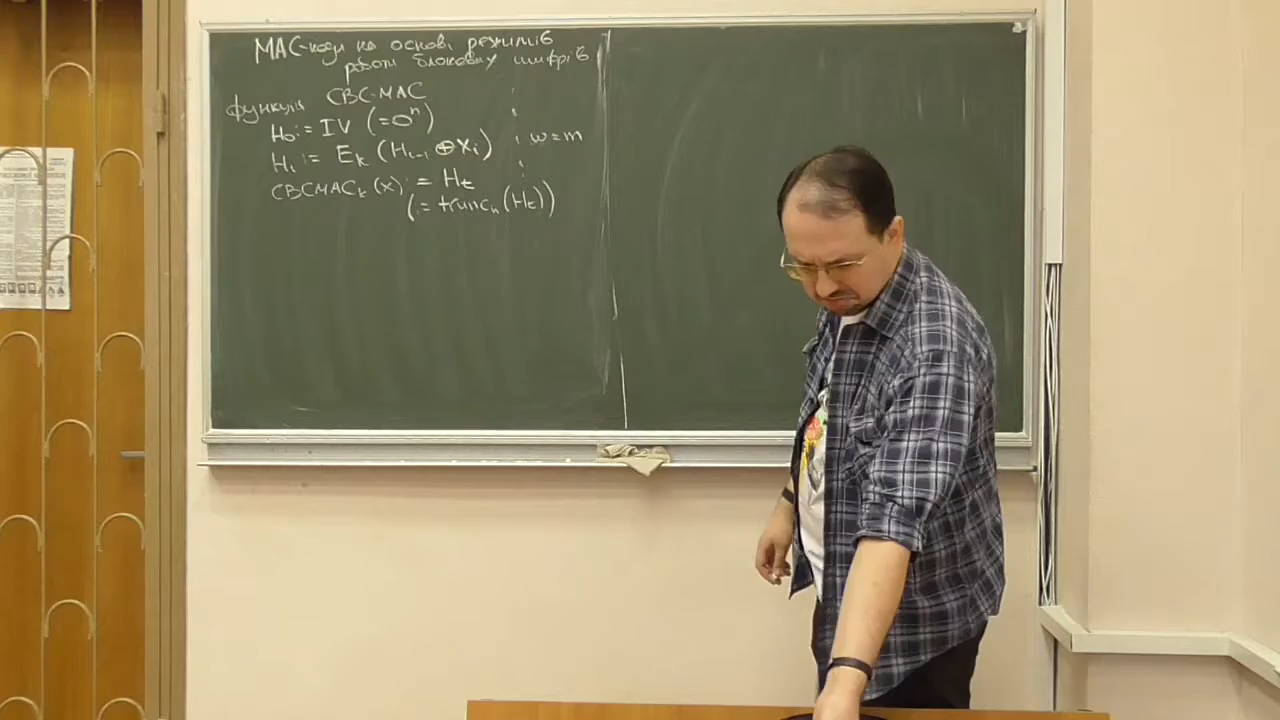 MAC-коди на основі режимів
роботи блокових шифрів
функція CBC-MAC
H₀ := IV (=0ⁿ)
Hᵢ := Eₖ (Hᵢ₋₁ ⊕ Xᵢ)
w = m
CBCMACₖ(x) := Hₜ
(:= truncₙ(Hₜ))